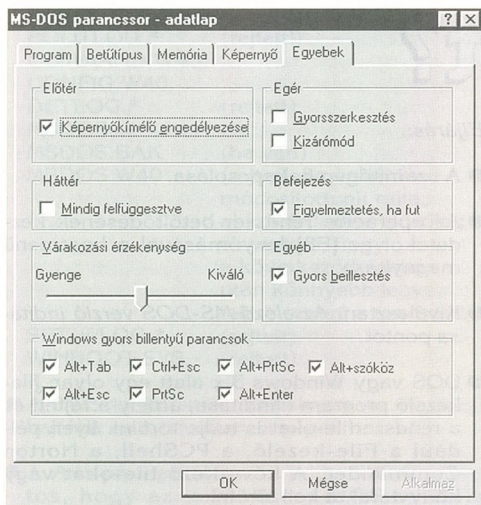 MS-DOS parancssor - adatlap
Program
Betűtípus
Memória
Képernyő
Egyebek
Előtér
Képernyőkímélő engedélyezése
Egér
Gyorsszerkesztés
Kizárómód
Háttér
Mindig felfüggesztve
Befejezés
Figyelmeztetés, ha fut
Várakozási érzékenység
Gyenge
Kiváló
Egyéb
Gyors beillesztés
Windows gyors billentyű parancsok
Alt+Tab
Ctrl+Esc
Alt+PrtSc
Alt+szóköz
Alt+Esc
PrtSc
Alt+Enter
OK
Mégse
Alkalmaz